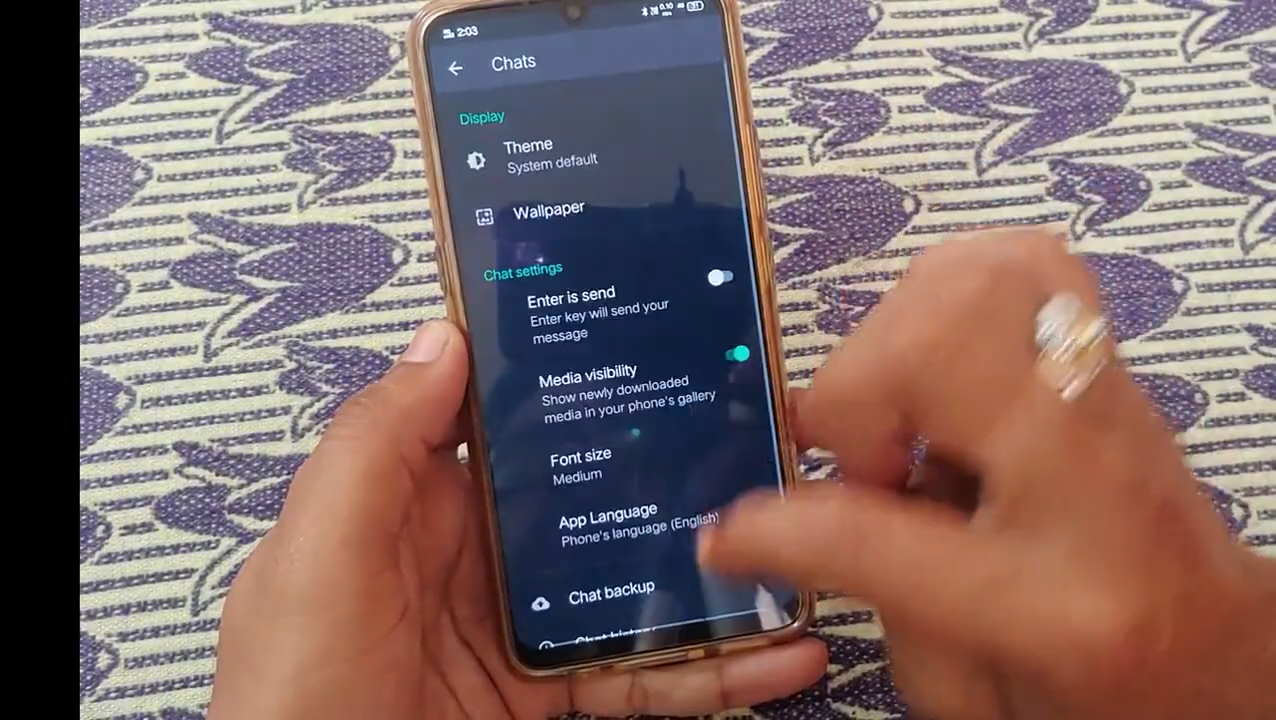 2:03
Chats
Display
Theme
System default
Wallpaper
Chat settings
Enter is send
Enter key will send your
message
Media visibility
Show newly downloaded
media in your phone's gallery
Font size
Medium
App Language
Phone's language (English)
Chat backup
Chat history